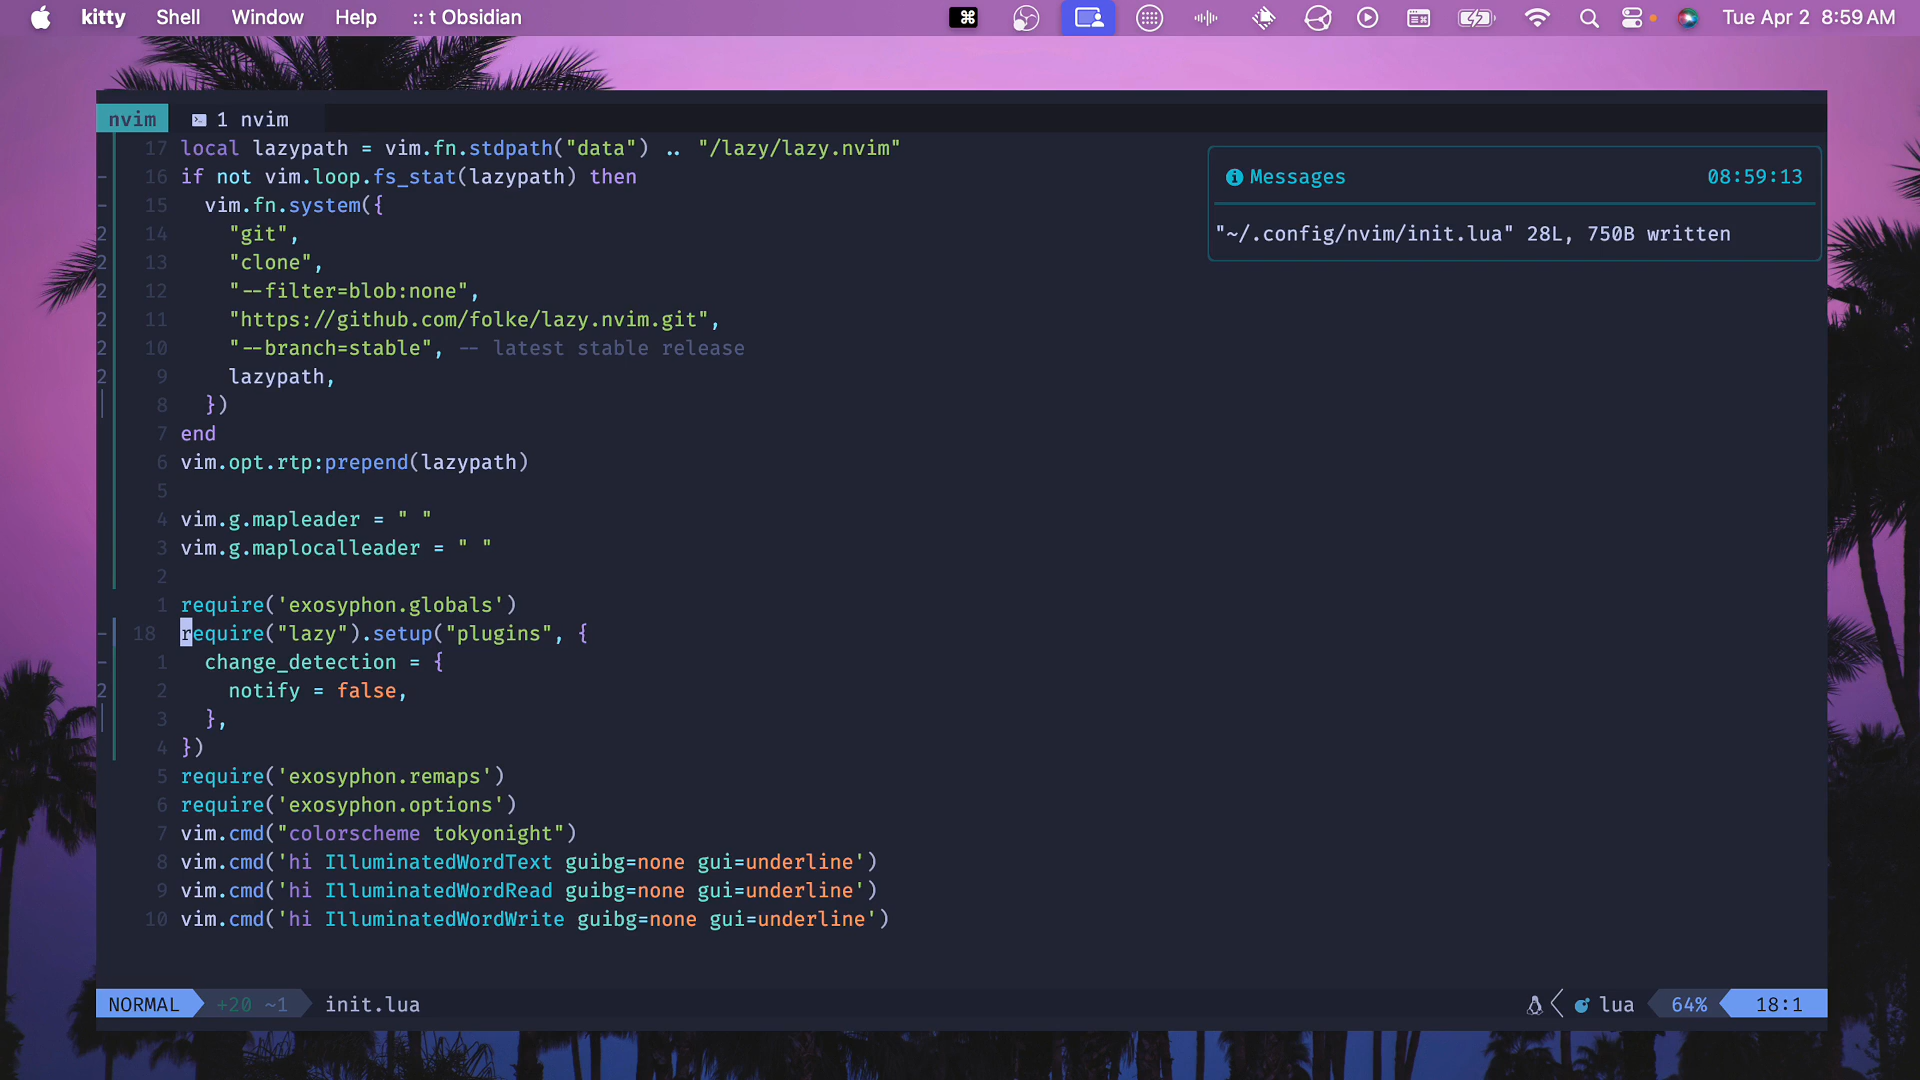 kitty Shell Window Help :: t Obsidian Tue Apr 2 8:59 AM
nvim 1 nvim
17 local lazypath = vim.fn.stdpath("data") .. "/lazy/lazy.nvim"
Messages 08:59:13
16 if not vim.loop.fs_stat(lazypath) then
15 vim.fn.system({
"~/.config/nvim/init.lua" 28L, 750B written
2 14 "git",
2 13 "clone",
2 12 "--filter=blob:none",
2 11 "https://github.com/folke/lazy.nvim.git",
2 10 "--branch=stable", -- latest stable release
2 9 lazypath,
8 })
7 end
6 vim.opt.rtp:prepend(lazypath)
5
4 vim.g.mapleader = " "
3 vim.g.maplocalleader = " "
2
1 require('exosyphon.globals')
18 require("lazy").setup("plugins", {
1 change_detection = {
2 2 notify = false,
3 },
4 })
5 require('exosyphon.remaps')
6 require('exosyphon.options')
7 vim.cmd("colorscheme tokyonight")
8 vim.cmd('hi IlluminatedWordText guibg=none gui=underline')
9 vim.cmd('hi IlluminatedWordRead guibg=none gui=underline')
10 vim.cmd('hi IlluminatedWordWrite guibg=none gui=underline')
NORMAL +20 ~1 init.lua lua 64% 18:1